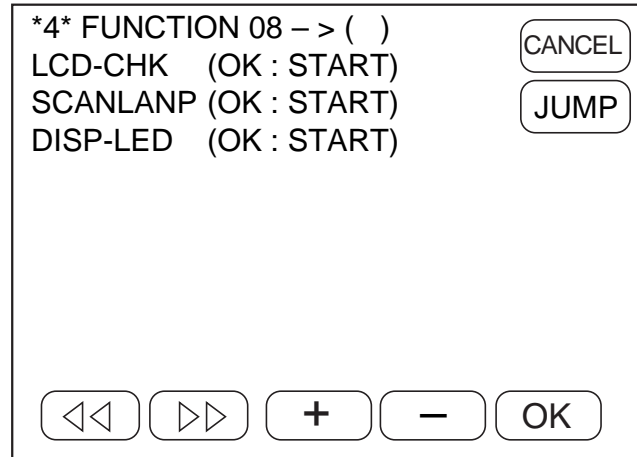 *4* FUNCTION 08 – > (   )
CANCEL
LCD-CHK    (OK : START)
SCANLANP (OK : START)
JUMP
DISP-LED    (OK : START)
+
–
OK